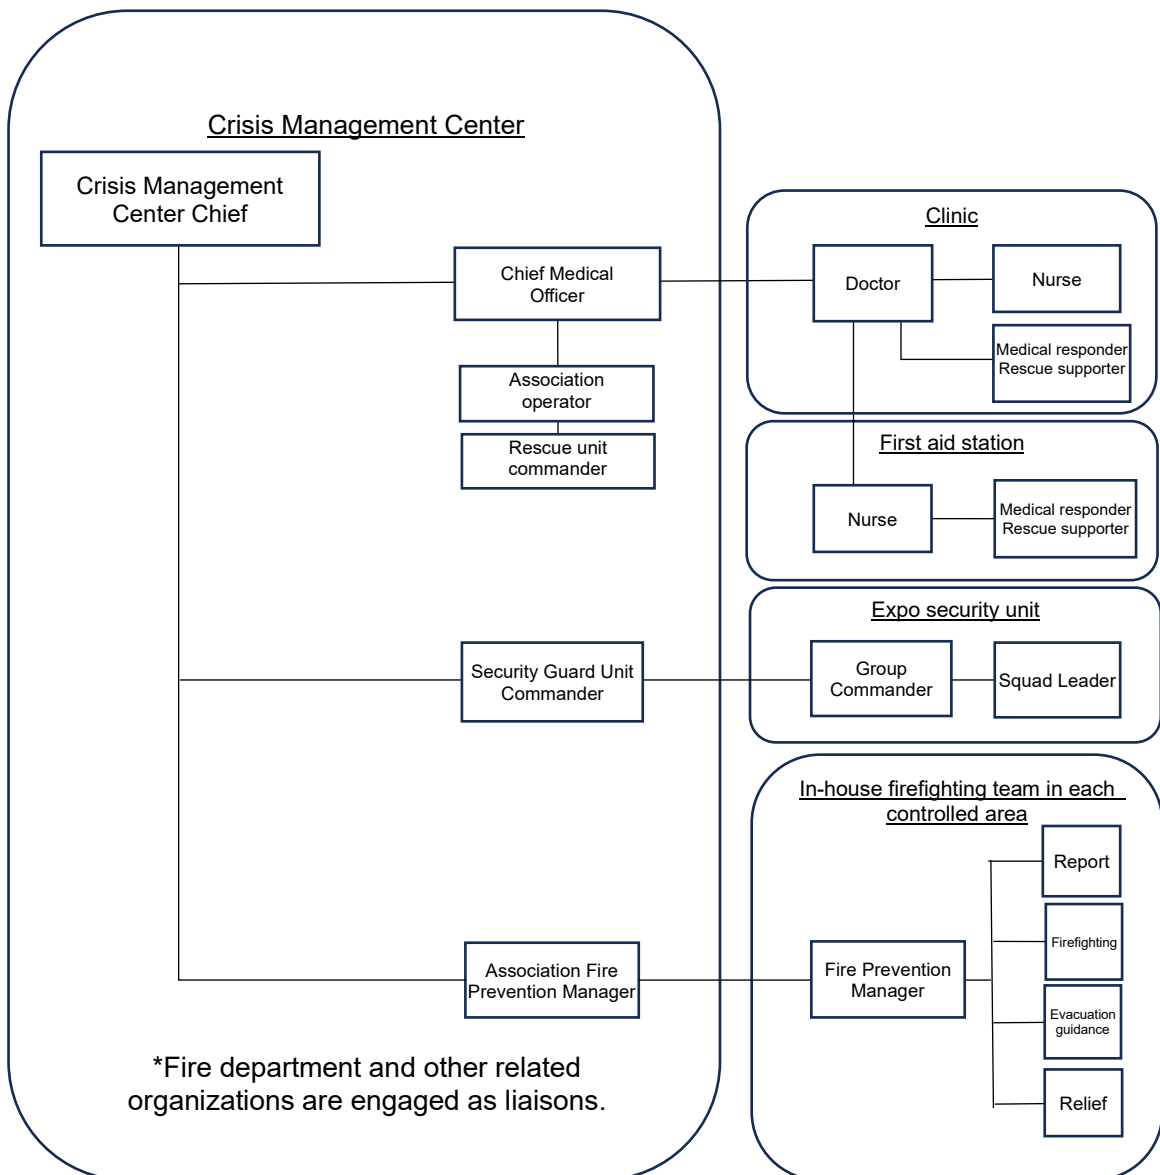 Crisis Management Center
Crisis Management
Center Chief
Chief Medical
Officer
Association
operator
Rescue unit
commander
Security Guard Unit
Commander
Association Fire
Prevention Manager
*Fire department and other related
organizations are engaged as liaisons.
Clinic
Doctor
Nurse
Medical responder
Rescue supporter
First aid station
Nurse
Medical responder
Rescue supporter
Expo security unit
Group
Commander
Squad Leader
In-house firefighting team in each
controlled area
Fire Prevention
Manager
Report
Firefighting
Evacuation
guidance
Relief